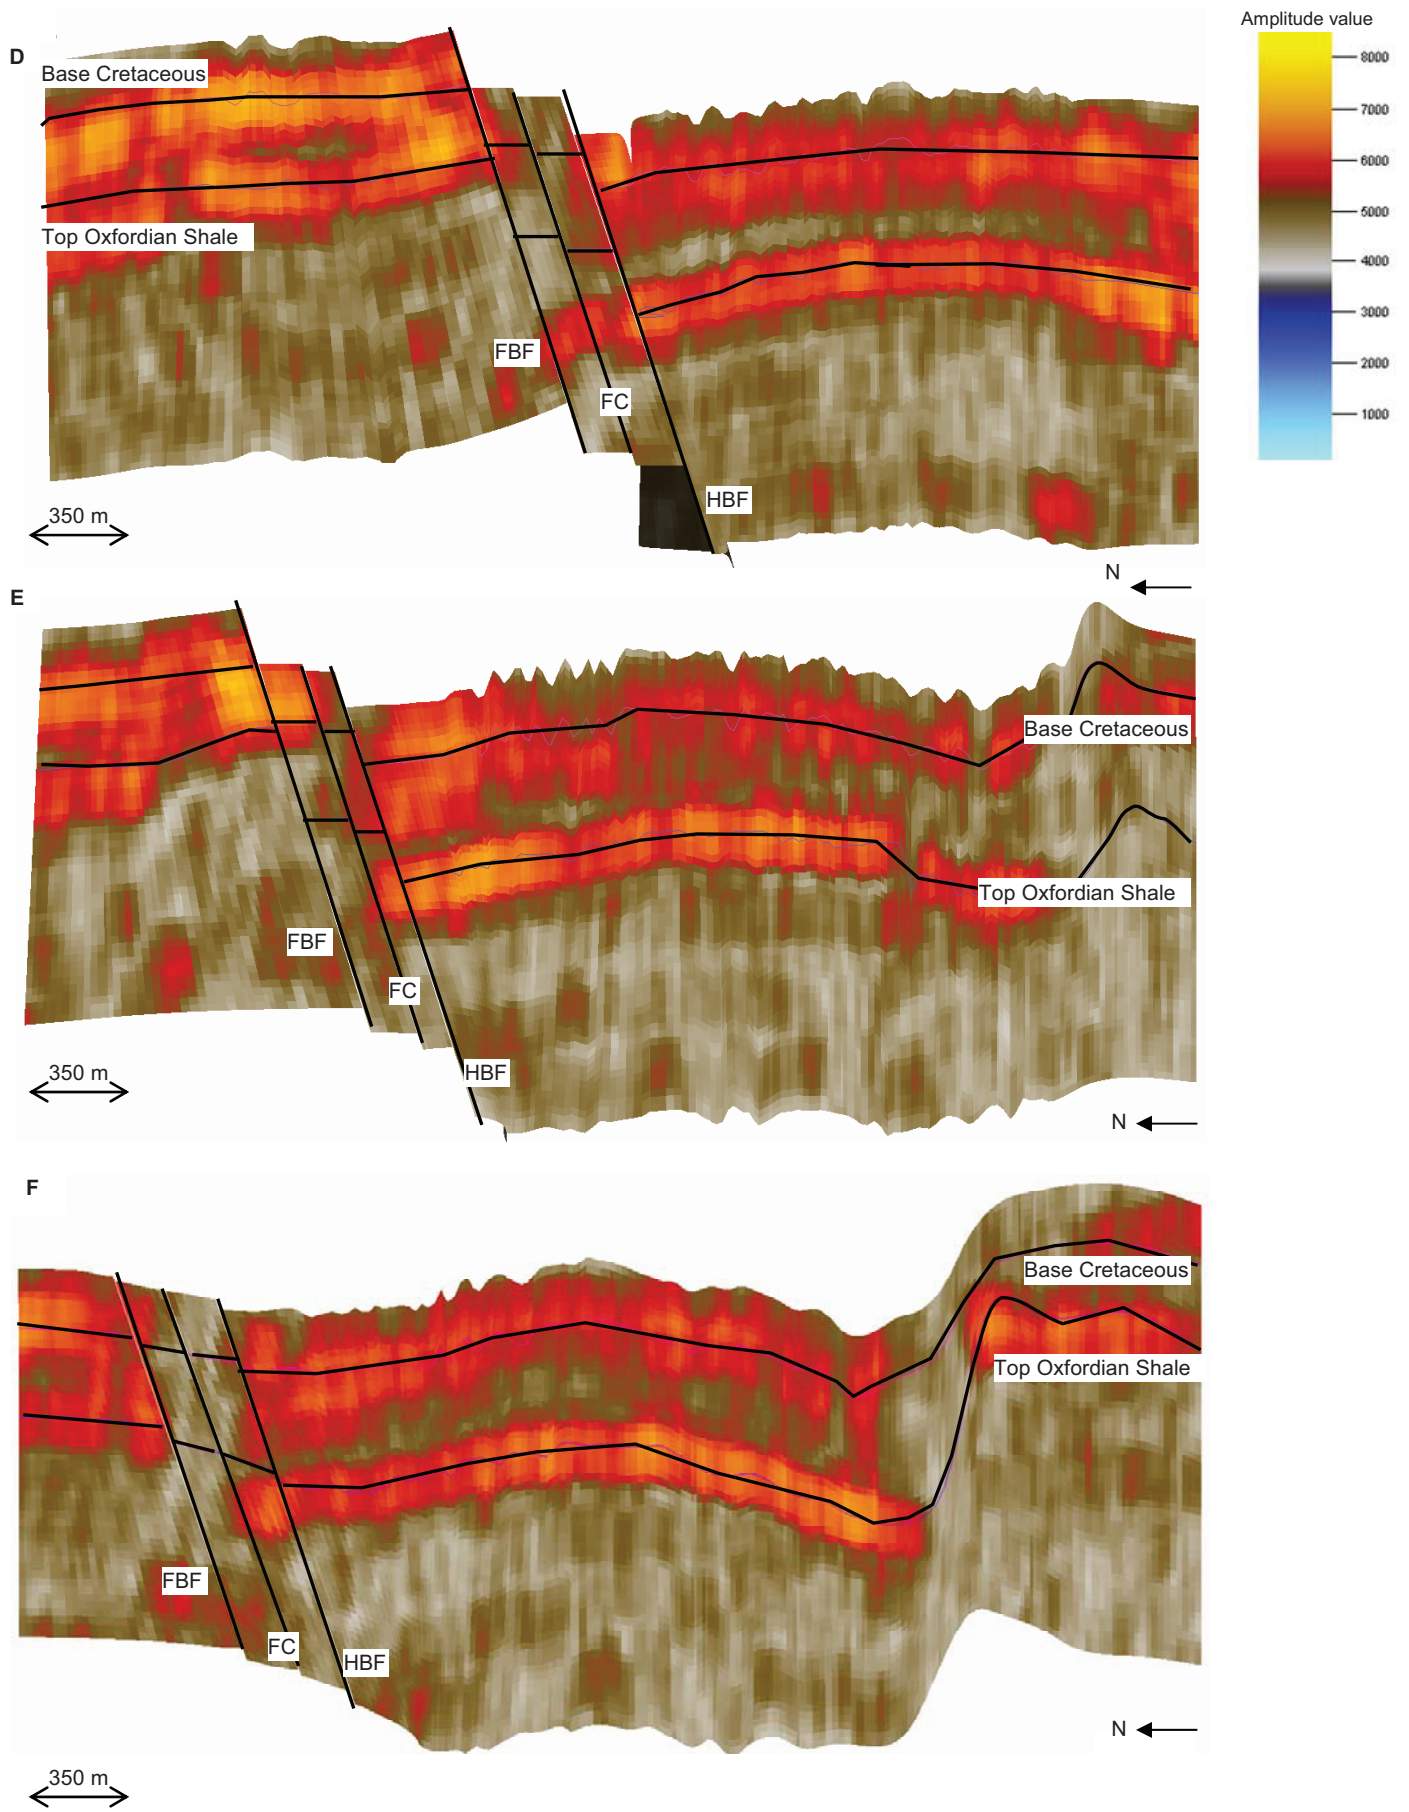 Amplitude value
8000
7000
6000
5000
4000
3000
2000
1000
D
Base Cretaceous
Top Oxfordian Shale
FBF
FC
HBF
350 m
N
E
Base Cretaceous
Top Oxfordian Shale
FBF
FC
HBF
350 m
N
F
Base Cretaceous
Top Oxfordian Shale
FBF
FC
HBF
N
350 m